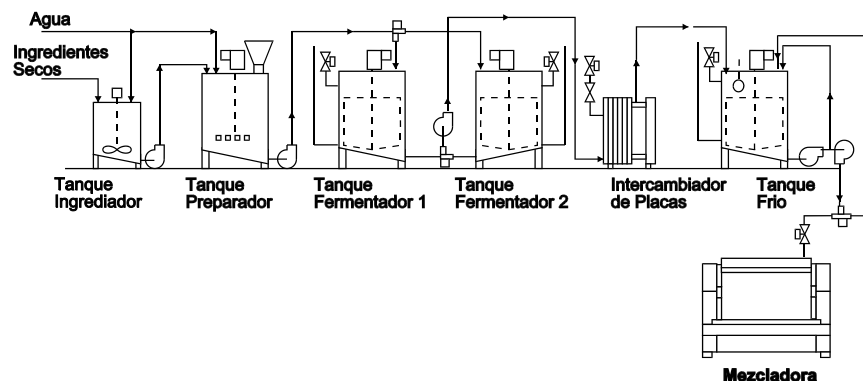 Agua
Ingredientes
Secos
Tanque
Ingrediador
Tanque
Preparador
Tanque
Fermentador 1
Tanque
Fermentador 2
Intercambiador
de Placas
Tanque
Frio
Mezcladora